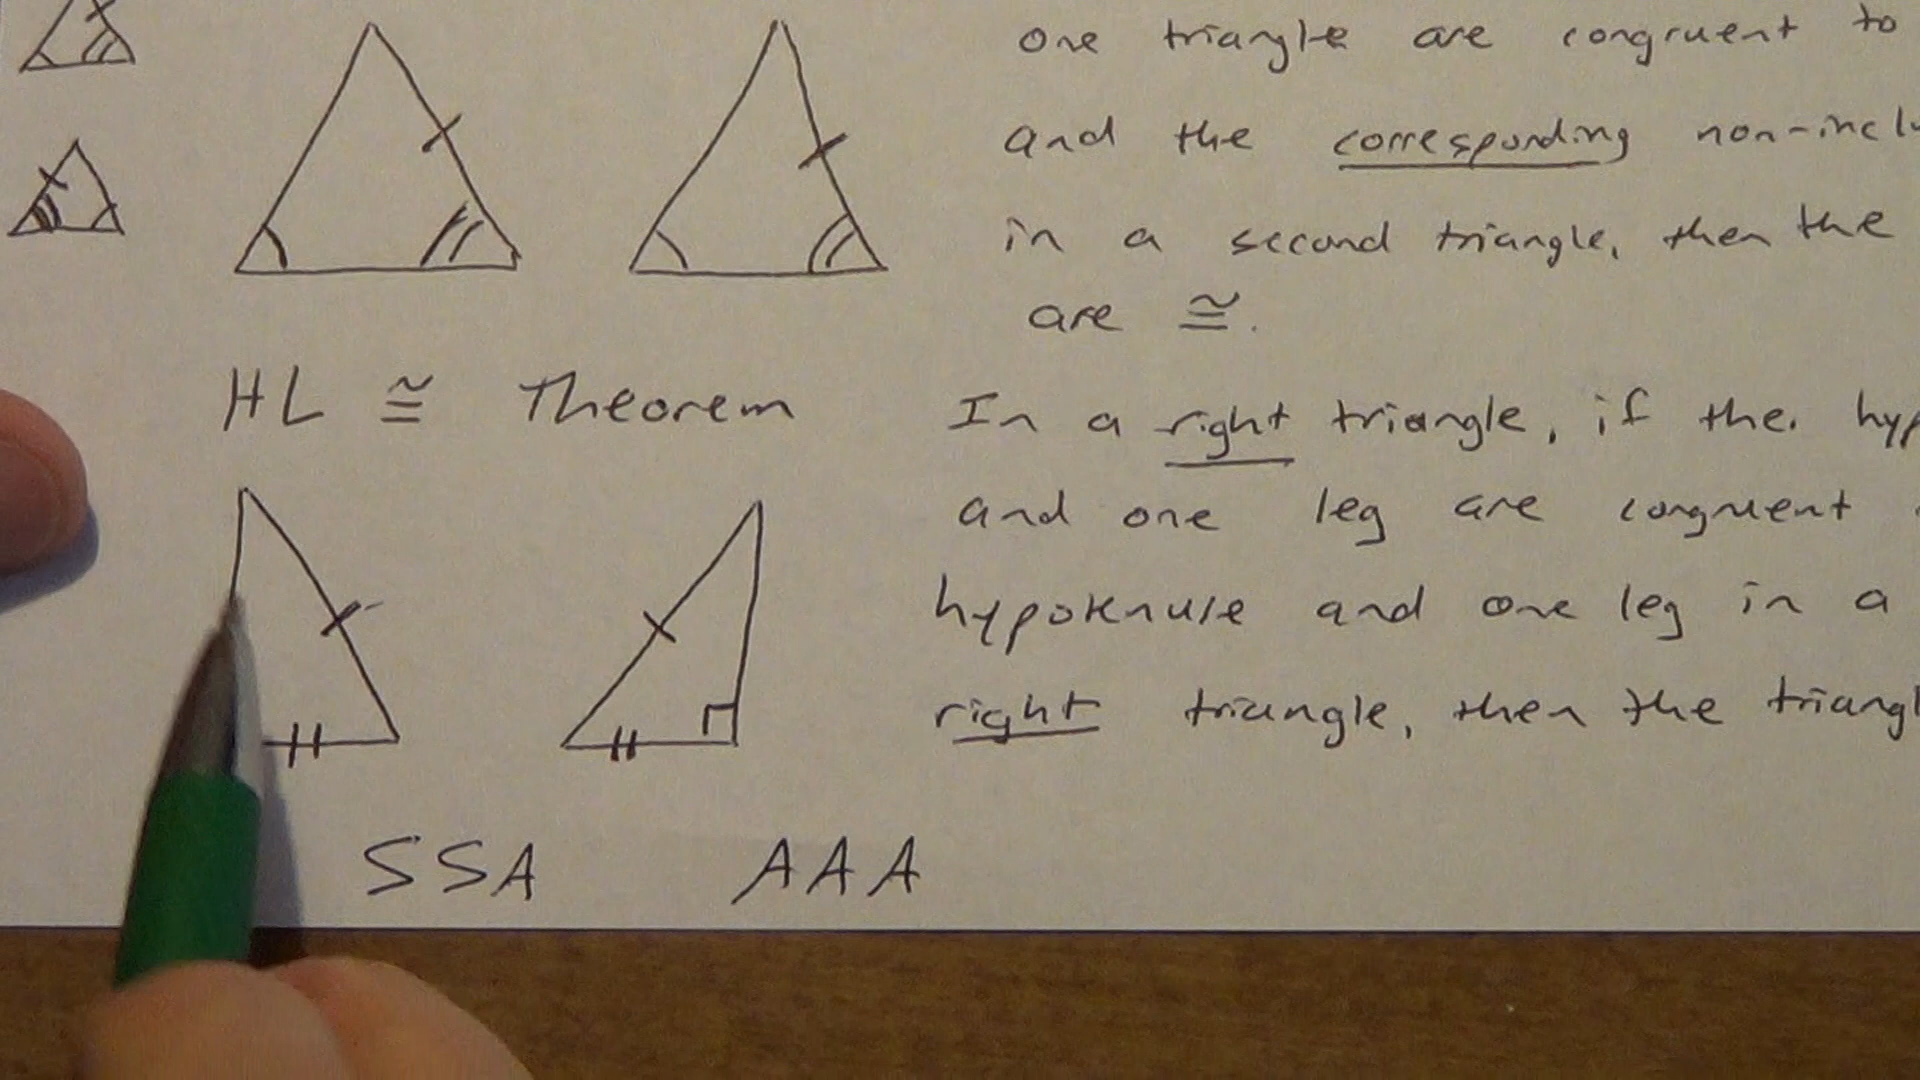 one triangle are congruent to
and the corresponding non-incl
in a second triangle, then the
are ≅.
HL ≅ Theorem
In a right triangle, if the. hyp
and one leg are congruent
hypotenuse and one leg in a
right triangle, then the triangl
SSA AAA